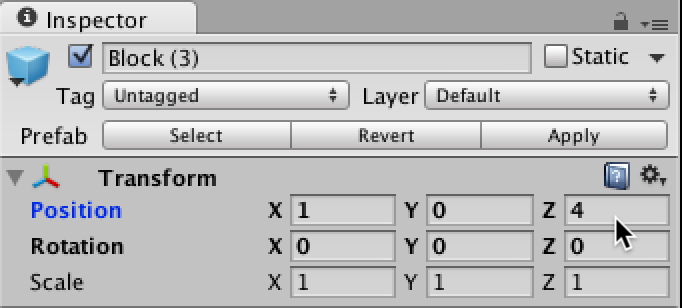 Inspector
Block (3) Static
Tag Untagged Layer Default
Prefab Select Revert Apply
Transform
Position X 1 Y 0 Z 4
Rotation X 0 Y 0 Z 0
Scale X 1 Y 1 Z 1